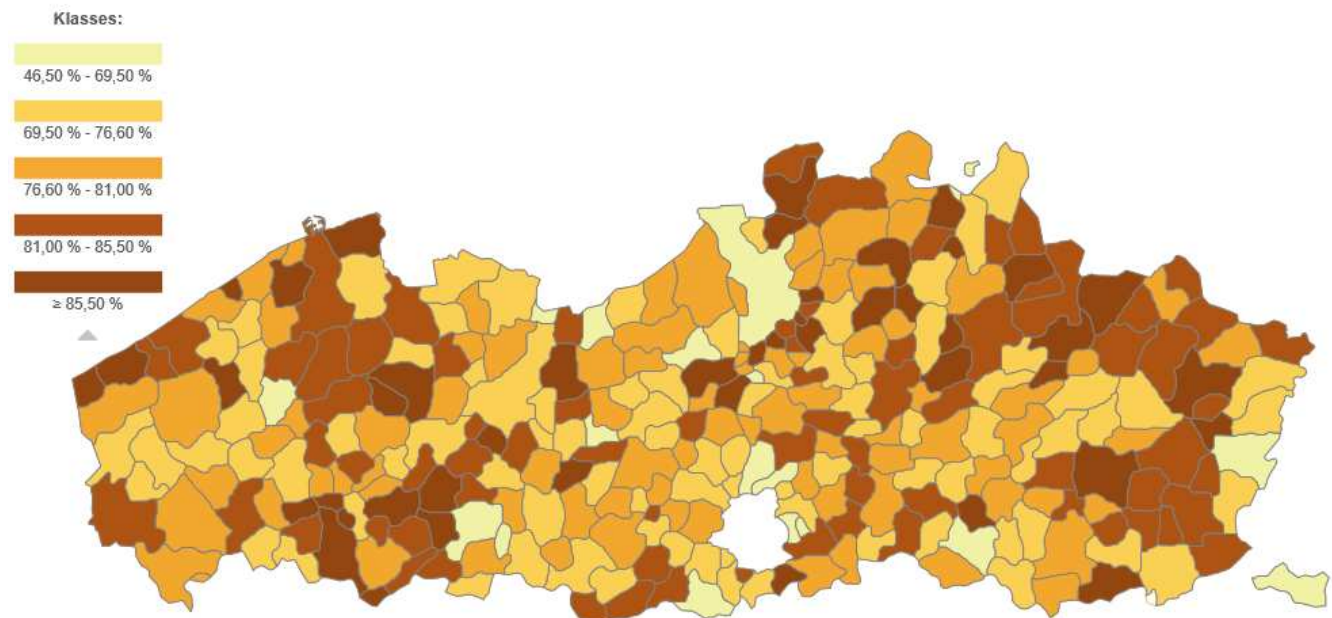 Klasses:
46,50 % - 69,50 %
69,50 % - 76,60 %
76,60 % - 81,00 %
81,00 % - 85,50 %
≥ 85,50 %